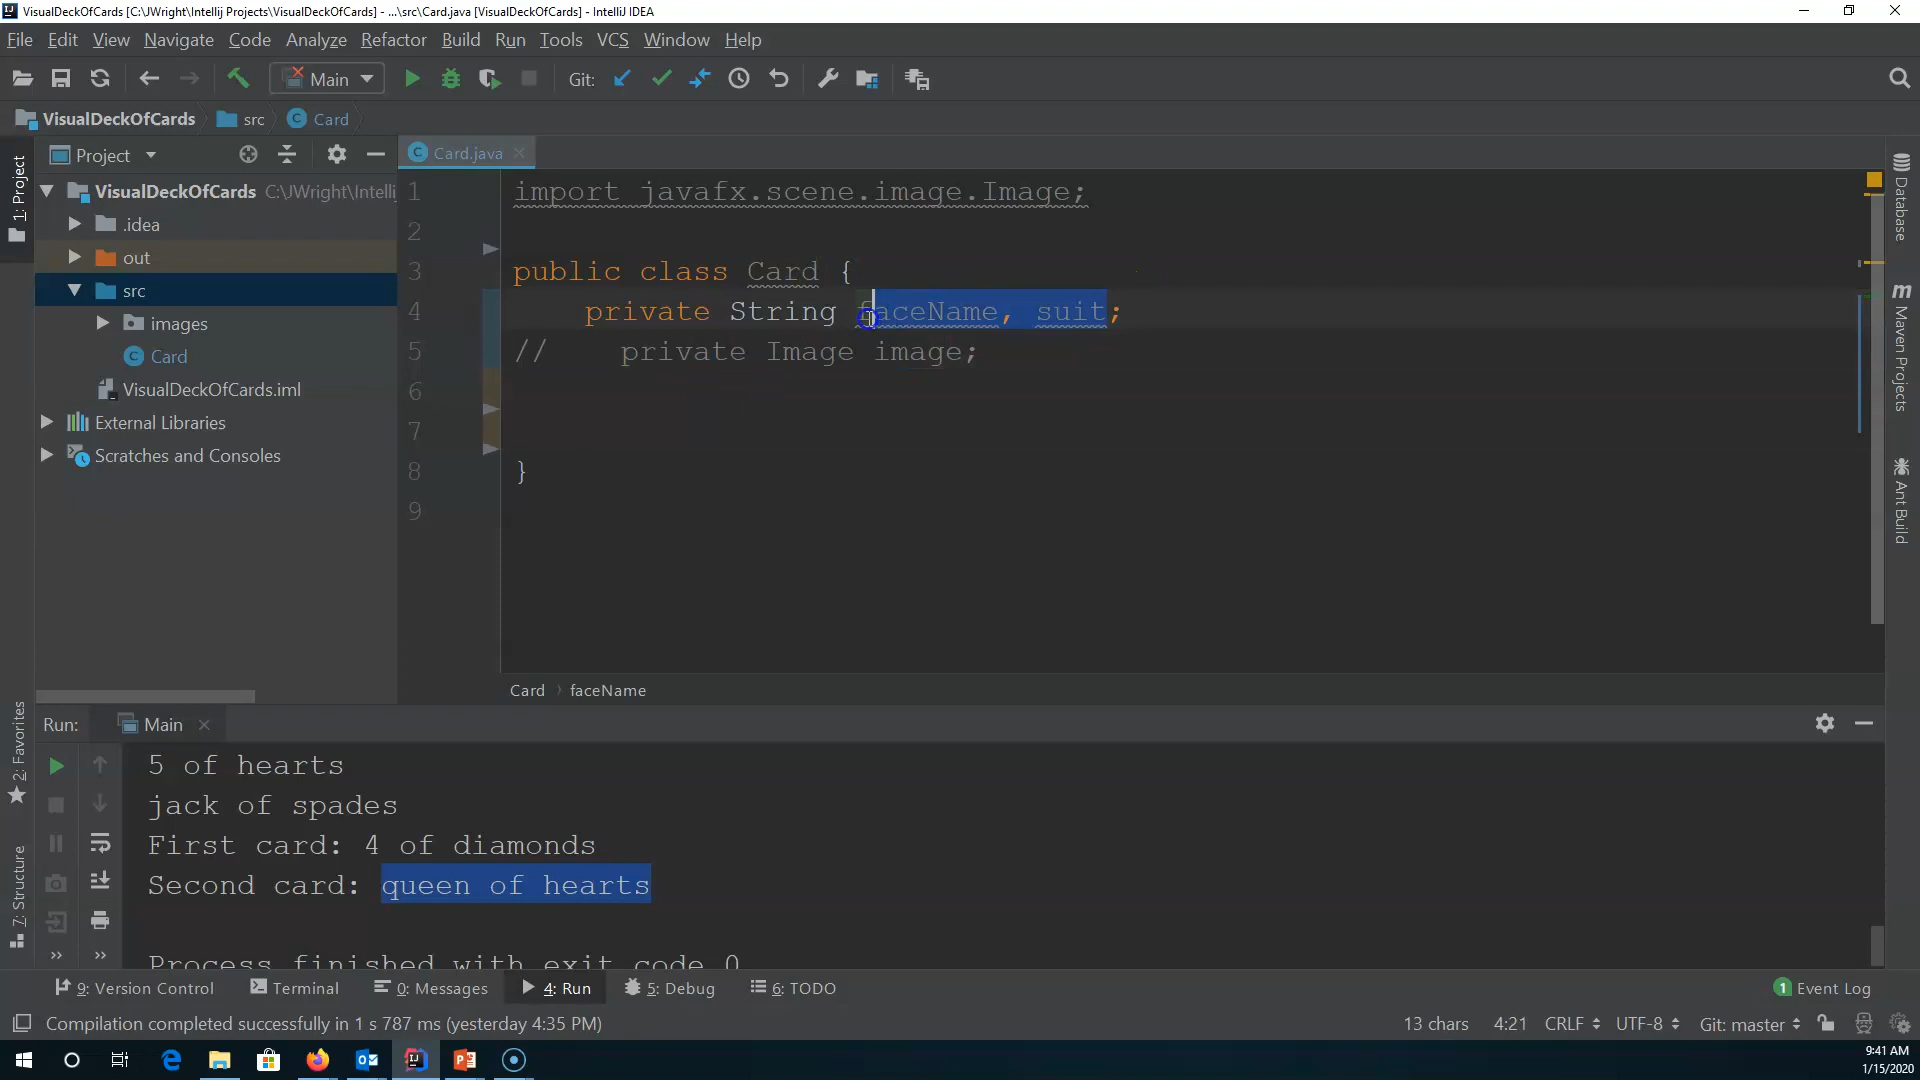 VisualDeckOfCards [C:\JWright\Intellij Projects\VisualDeckOfCards] - ...\src\Card.java [VisualDeckOfCards] - IntelliJ IDEA
File Edit View Navigate Code Analyze Refactor Build Run Tools VCS Window Help
Main Git:
VisualDeckOfCards src Card
1: Project
Project
VisualDeckOfCards C:\JWright\Intellij
.idea
out
src
images
Card
VisualDeckOfCards.iml
External Libraries
Scratches and Consoles
Card.java
1 import javafx.scene.image.Image;
2
3 public class Card {
4 private String faceName, suit;
5 // private Image image;
6
7
8 }
9
Card faceName
Database
Maven Projects
Ant Build
2: Favorites
7: Structure
Run: Main
5 of hearts
jack of spades
First card: 4 of diamonds
Second card: queen of hearts
Process finished with exit code 0
9: Version Control Terminal 0: Messages 4: Run 5: Debug 6: TODO 1 Event Log
Compilation completed successfully in 1 s 787 ms (yesterday 4:35 PM) 13 chars 4:21 CRLF UTF-8 Git: master
9:41 AM
1/15/2020